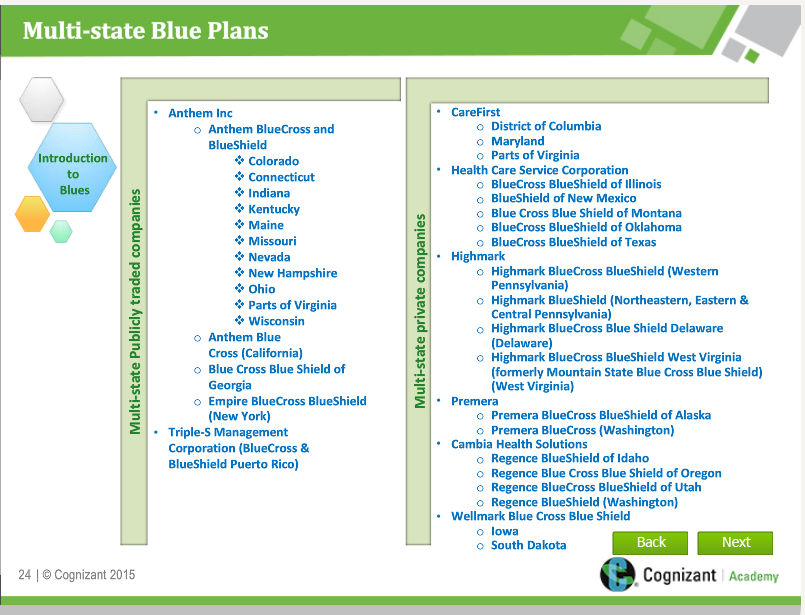 Multi-state Blue Plans
Introduction
to
Blues
Multi-state Publicly traded companies
• Anthem Inc
o Anthem BlueCross and
BlueShield
❖ Colorado
❖ Connecticut
❖ Indiana
❖ Kentucky
❖ Maine
❖ Missouri
❖ Nevada
❖ New Hampshire
❖ Ohio
❖ Parts of Virginia
❖ Wisconsin
o Anthem Blue
Cross (California)
o Blue Cross Blue Shield of
Georgia
o Empire BlueCross BlueShield
(New York)
• Triple-S Management
Corporation (BlueCross &
BlueShield Puerto Rico)
Multi-state private companies
• CareFirst
o District of Columbia
o Maryland
o Parts of Virginia
• Health Care Service Corporation
o BlueCross BlueShield of Illinois
o BlueShield of New Mexico
o Blue Cross Blue Shield of Montana
o BlueCross BlueShield of Oklahoma
o BlueCross BlueShield of Texas
• Highmark
o Highmark BlueCross BlueShield (Western
Pennsylvania)
o Highmark BlueShield (Northeastern, Eastern &
Central Pennsylvania)
o Highmark BlueCross Blue Shield Delaware
(Delaware)
o Highmark BlueCross BlueShield West Virginia
(formerly Mountain State Blue Cross Blue Shield)
(West Virginia)
• Premera
o Premera BlueCross BlueShield of Alaska
o Premera BlueCross (Washington)
• Cambia Health Solutions
o Regence BlueShield of Idaho
o Regence Blue Cross Blue Shield of Oregon
o Regence BlueCross BlueShield of Utah
o Regence BlueShield (Washington)
• Wellmark Blue Cross Blue Shield
o Iowa
o South Dakota
Back
Next
24 | © Cognizant 2015
Cognizant | Academy